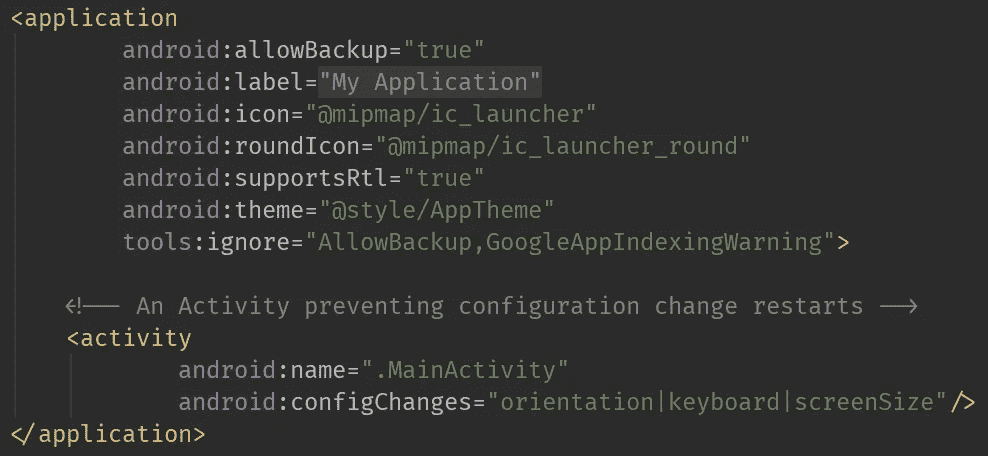 <application
android:allowBackup="true"
android:label="My Application"
android:icon="@mipmap/ic_launcher"
android:roundIcon="@mipmap/ic_launcher_round"
android:supportsRtl="true"
android:theme="@style/AppTheme"
tools:ignore="AllowBackup,GoogleAppIndexingWarning">
<!-- An Activity preventing configuration change restarts -->
<activity
android:name=".MainActivity"
android:configChanges="orientation|keyboard|screenSize"/>
</application>